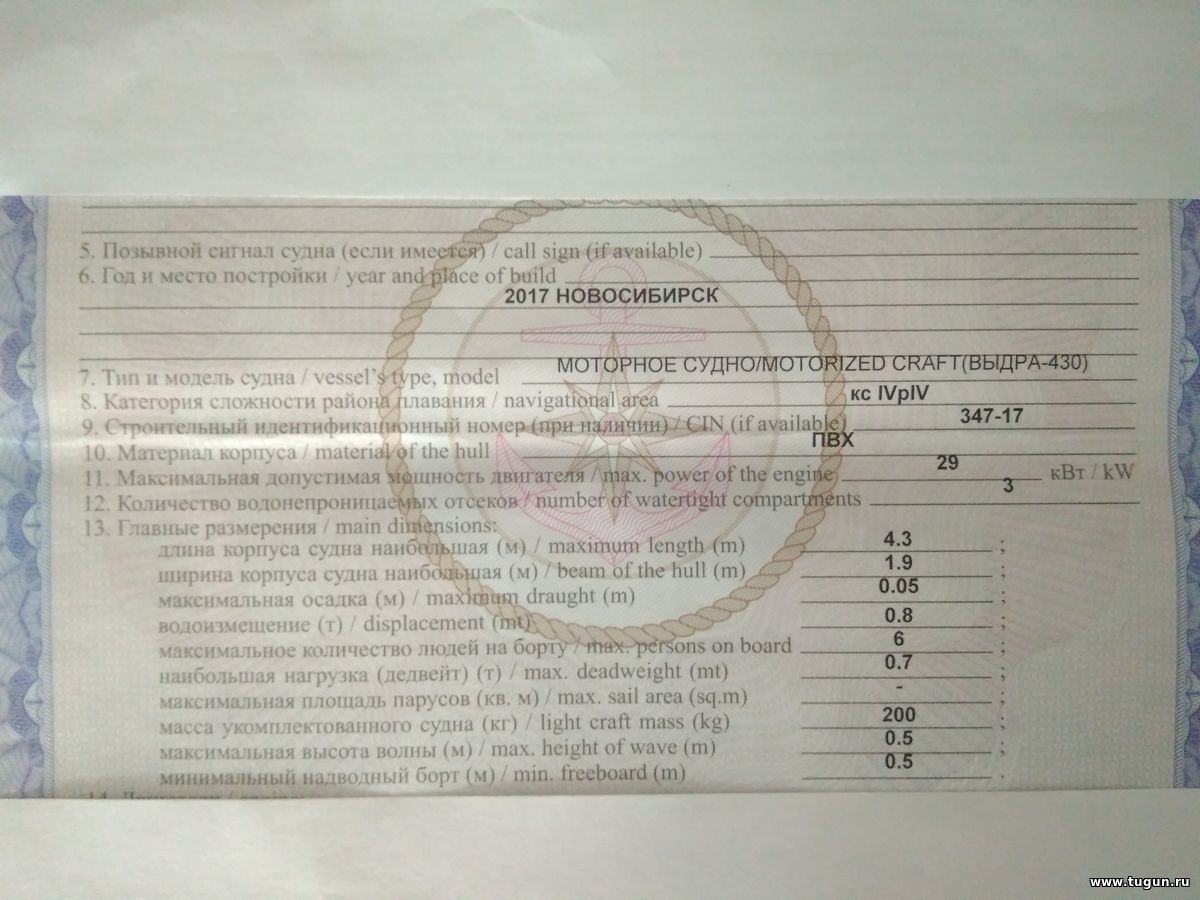 5. Позывной сигнал судна (если имеется) / call sign (if available)
6. Год и место постройки / year and place of build
2017 НОВОСИБИРСК
7. Тип и модель судна / vessel's type, model МОТОРНОЕ СУДНО/MOTORIZED CRAFT(ВЫДРА-430)
8. Категория сложности района плавания / navigational area кс IVpIV
9. Строительный идентификационный номер (при наличии) / CIN (if available) 347-17
10. Материал корпуса / material of the hull ПВХ
11. Максимальная допустимая мощность двигателя / max. power of the engine 29 кВт / kW
12. Количество водонепроницаемых отсеков / number of watertight compartments 3
13. Главные размерения / main dimensions:
длина корпуса судна наибольшая (м) / maximum length (m) 4.3 ;
ширина корпуса судна наибольшая (м) / beam of the hull (m) 1.9 ;
максимальная осадка (м) / maximum draught (m) 0.05 ;
водоизмещение (т) / displacement (mt) 0.8 ;
максимальное количество людей на борту / max. persons on board 6 ;
наибольшая нагрузка (дедвейт) (т) / max. deadweight (mt) 0.7 ;
максимальная площадь парусов (кв. м) / max. sail area (sq.m) - ;
масса укомплектованного судна (кг) / light craft mass (kg) 200 ;
максимальная высота волны (м) / max. height of wave (m) 0.5 ;
минимальный надводный борт (м) / min. freeboard (m) 0.5 .
www.tugun.ru